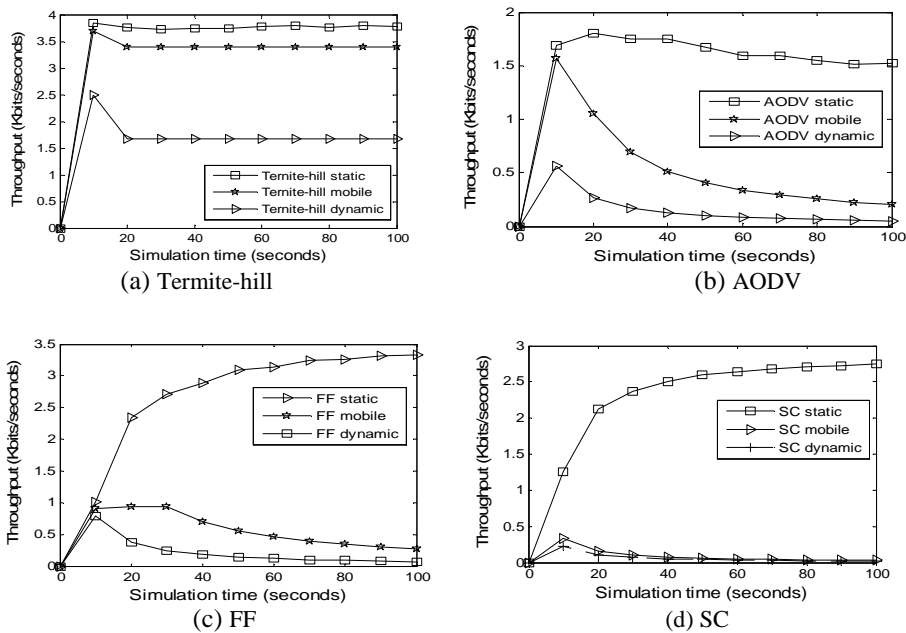 4
3.5
3
2.5
2
1.5
1
0.5
0
Throughput (Kbits/seconds)
Termite-hill static
Termite-hill mobile
Termite-hill dynamic
0 20 40 60 80 100
Simulation time (seconds)
(a) Termite-hill
2
1.5
1
0.5
0
Throughput (Kbits/seconds)
AODV static
AODV mobile
AODV dynamic
0 20 40 60 80 100
Simulation time (seconds)
(b) AODV
3.5
3
2.5
2
1.5
1
0.5
0
Throughput (Kbits/seconds)
FF static
FF mobile
FF dynamic
0 20 40 60 80 100
Simulation time (seconds)
(c) FF
3
2.5
2
1.5
1
0.5
0
Throughput (Kbits/seconds)
SC static
SC mobile
SC dynamic
0 20 40 60 80 100
Simulation time (seconds)
(d) SC